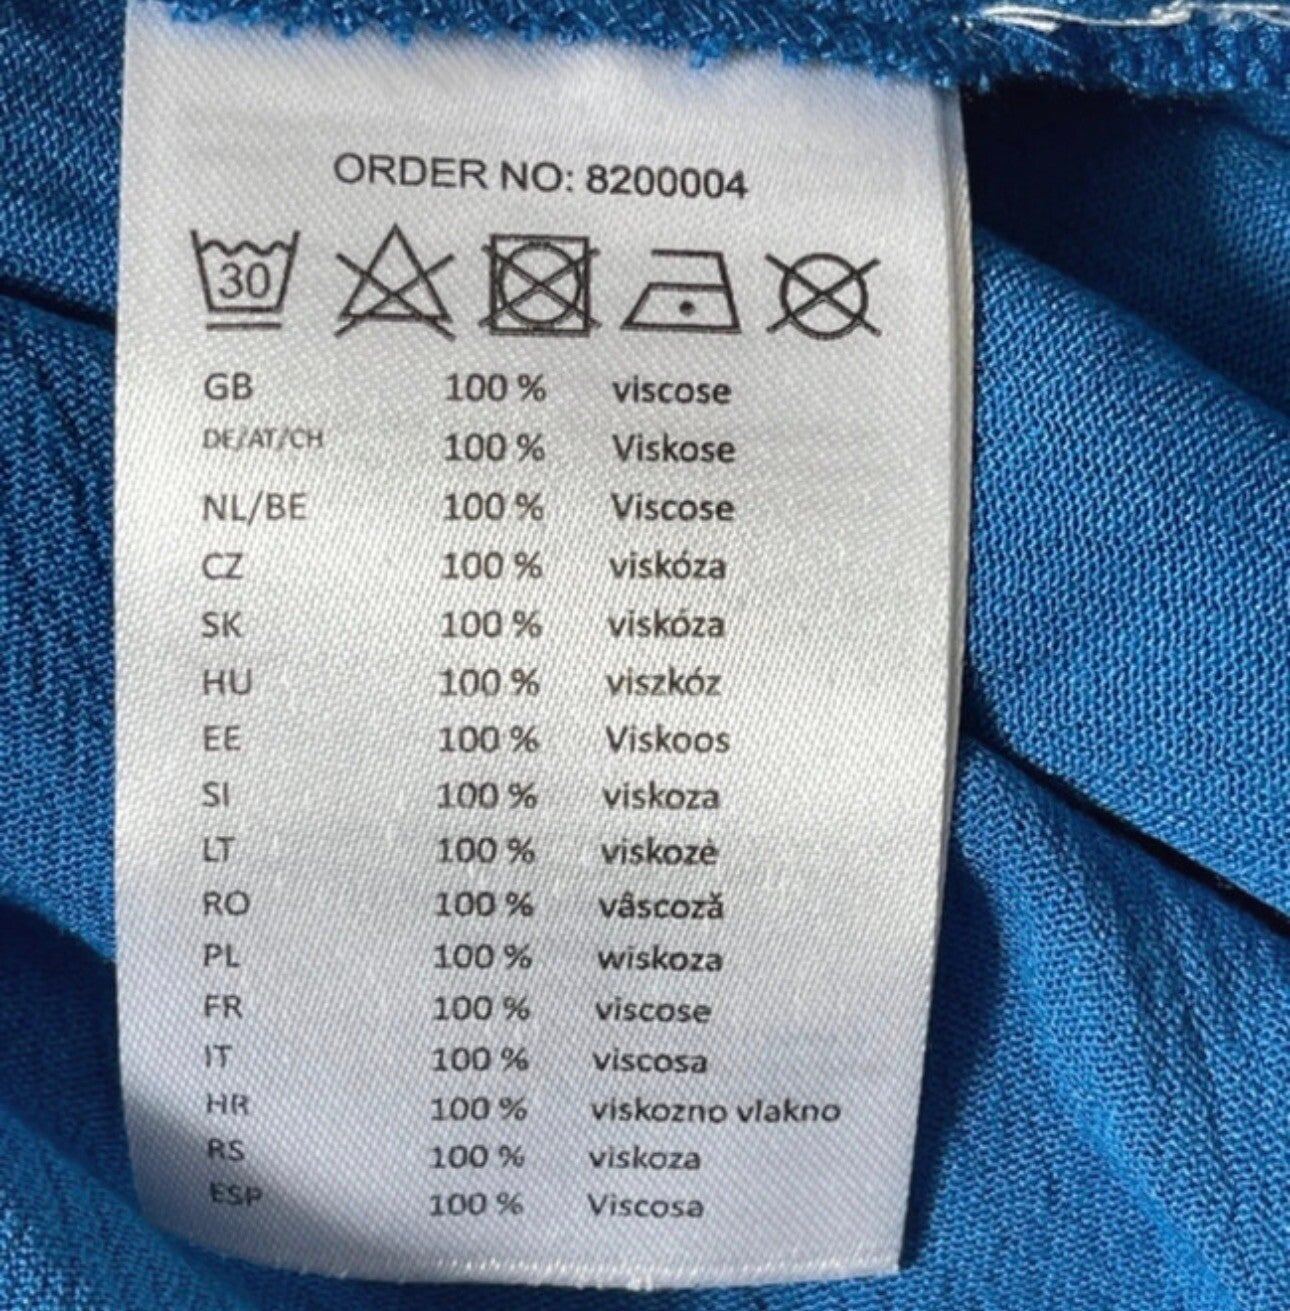 ORDER NO: 8200004
30
GB 100 % viscose
DE/AT/CH 100 % Viskose
NL/BE 100 % Viscose
CZ 100 % viskóza
SK 100 % viskóza
HU 100 % viszkóz
EE 100 % Viskoos
SI 100 % viskoza
LT 100 % viskozė
RO 100 % vâscoză
PL 100 % wiskoza
FR 100 % viscose
IT 100 % viscosa
HR 100 % viskozno vlakno
RS 100 % viskoza
ESP 100 % Viscosa